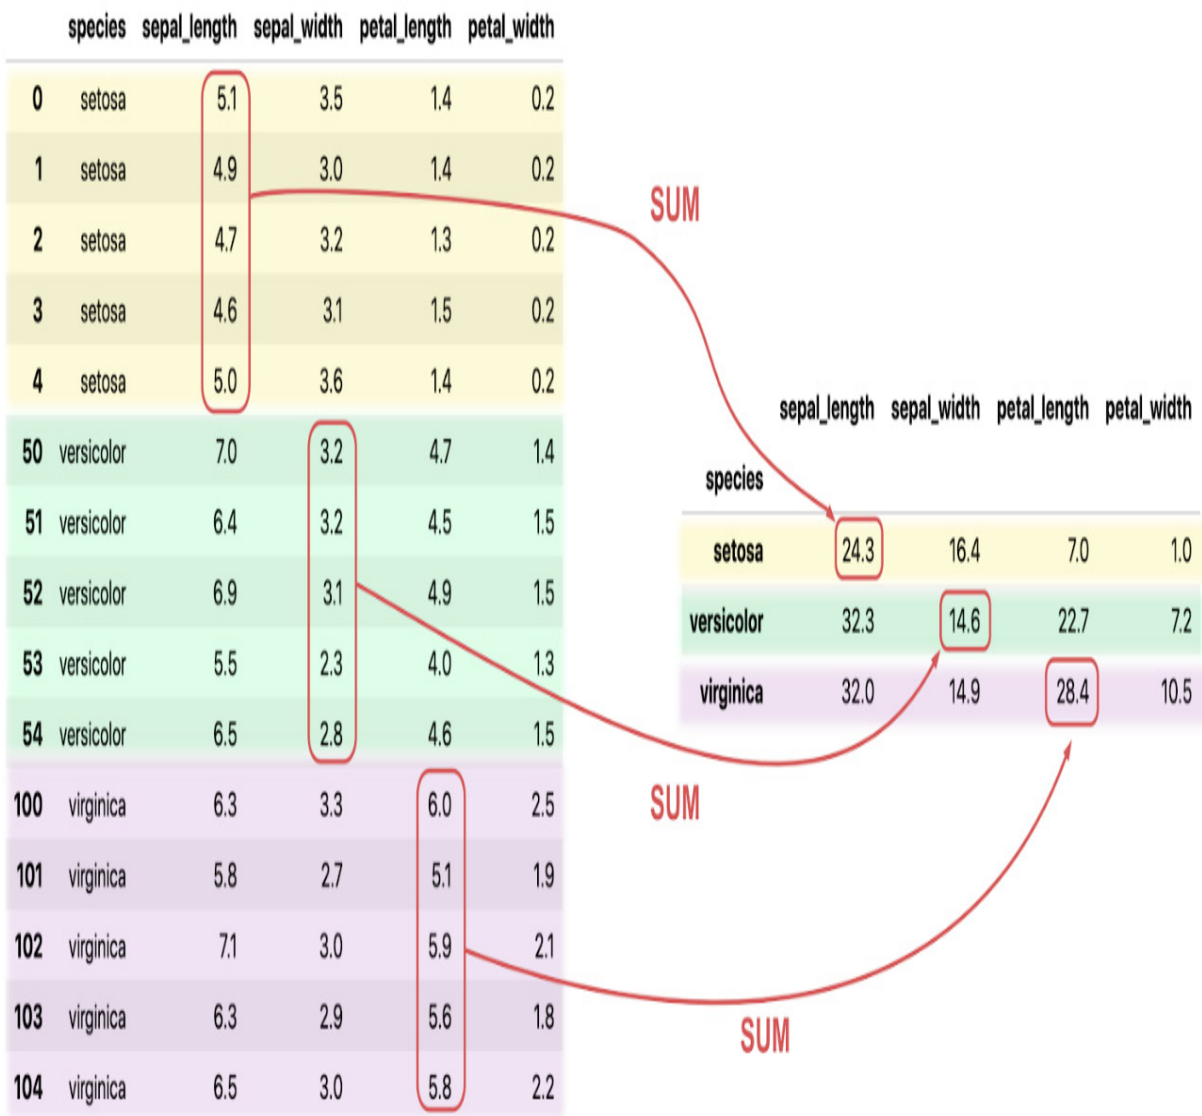 species sepal_length sepal_width petal_length petal_width
0 setosa 5.1 3.5 1.4 0.2
1 setosa 4.9 3.0 1.4 0.2
2 setosa 4.7 3.2 1.3 0.2
3 setosa 4.6 3.1 1.5 0.2
4 setosa 5.0 3.6 1.4 0.2
50 versicolor 7.0 3.2 4.7 1.4
51 versicolor 6.4 3.2 4.5 1.5
52 versicolor 6.9 3.1 4.9 1.5
53 versicolor 5.5 2.3 4.0 1.3
54 versicolor 6.5 2.8 4.6 1.5
100 virginica 6.3 3.3 6.0 2.5
101 virginica 5.8 2.7 5.1 1.9
102 virginica 7.1 3.0 5.9 2.1
103 virginica 6.3 2.9 5.6 1.8
104 virginica 6.5 3.0 5.8 2.2
SUM
SUM
SUM
sepal_length sepal_width petal_length petal_width
species
setosa 24.3 16.4 7.0 1.0
versicolor 32.3 14.6 22.7 7.2
virginica 32.0 14.9 28.4 10.5